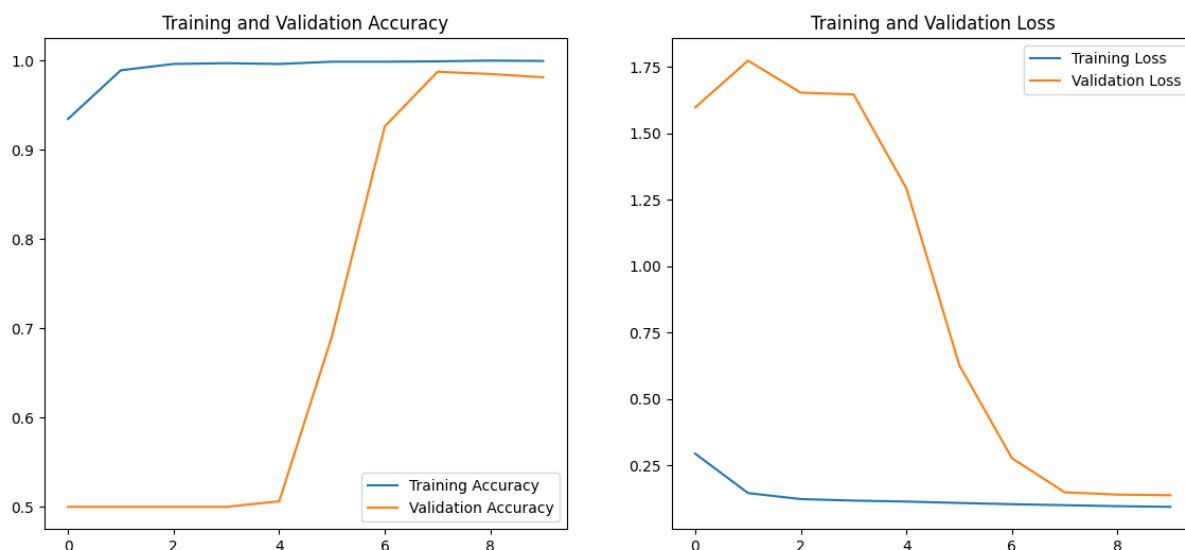 Training and Validation Accuracy
1.0
0.9
0.8
0.7
0.6
0.5
0 2 4 6 8
Training Accuracy
Validation Accuracy
Training and Validation Loss
1.75
1.50
1.25
1.00
0.75
0.50
0.25
0 2 4 6 8
Training Loss
Validation Loss